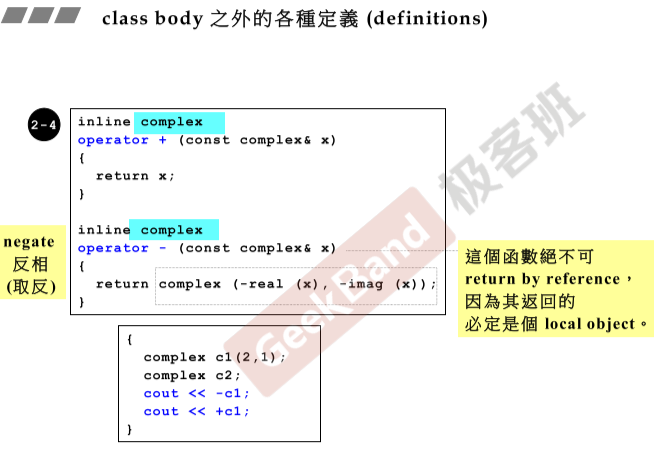 class body 之外的各種定義 (definitions)
2-4
inline complex
operator + (const complex& x)
{
  return x;
}
inline complex
operator - (const complex& x)
{
  return complex (-real (x), -imag (x));
}
negate
反相
(取反)
這個函數絕不可
return by reference，
因為其返回的
必定是個 local object。
{
  complex c1(2,1);
  complex c2;
  cout << -c1;
  cout << +c1;
}
GeekBand 极客班